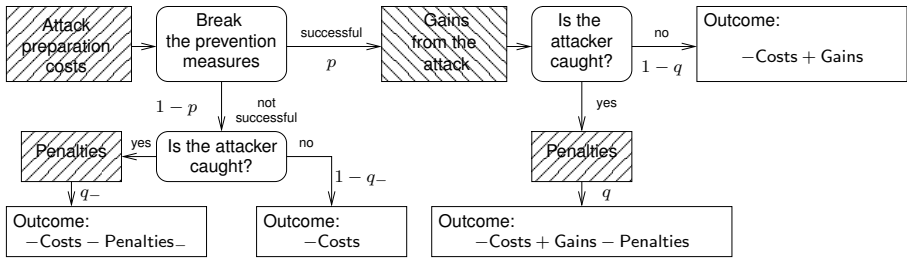 Attack
preparation
costs
Break
the prevention
measures
successful
p
Gains
from the
attack
Is the
attacker
caught?
no
1 − q
Outcome:
−Costs + Gains
1 − p
not
successful
yes
Penalties
yes
Is the attacker
caught?
no
Penalties
q−
1 − q−
q
Outcome:
−Costs − Penalties−
Outcome:
−Costs
Outcome:
−Costs + Gains − Penalties